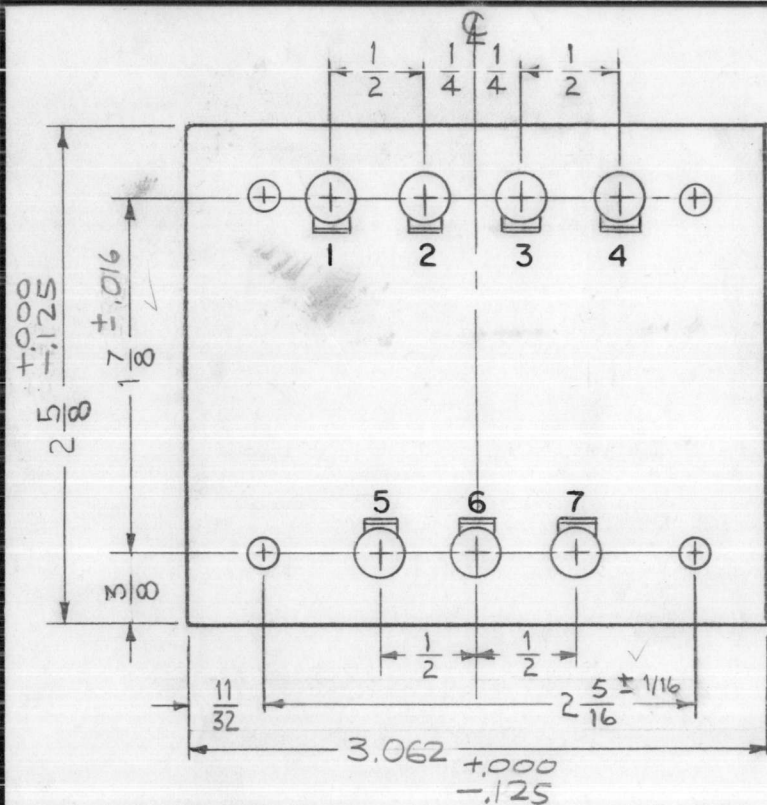 ℄
1/2 1/4 1/4 1/2
1 2 3 4
+.000
-.125
2 5/8
1 7/8 ± .016
✓
3/8
5 6 7
1/2 1/2
✓
11/32
2 5/16 ± 1/16
3.062 +.000
-.125